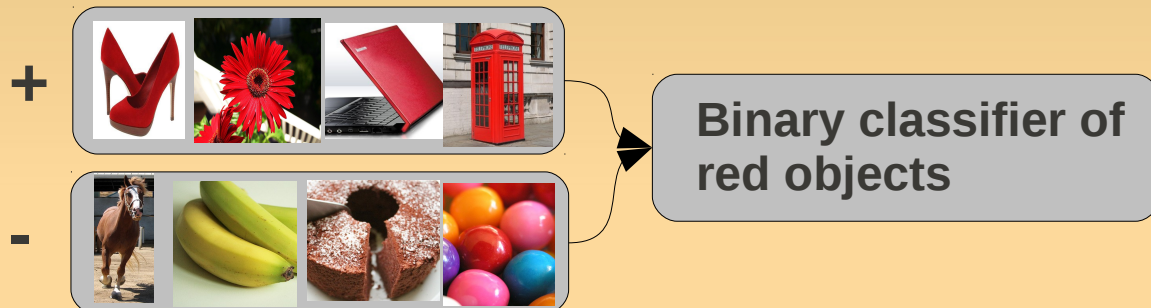 +
Binary classifier of
red objects
-